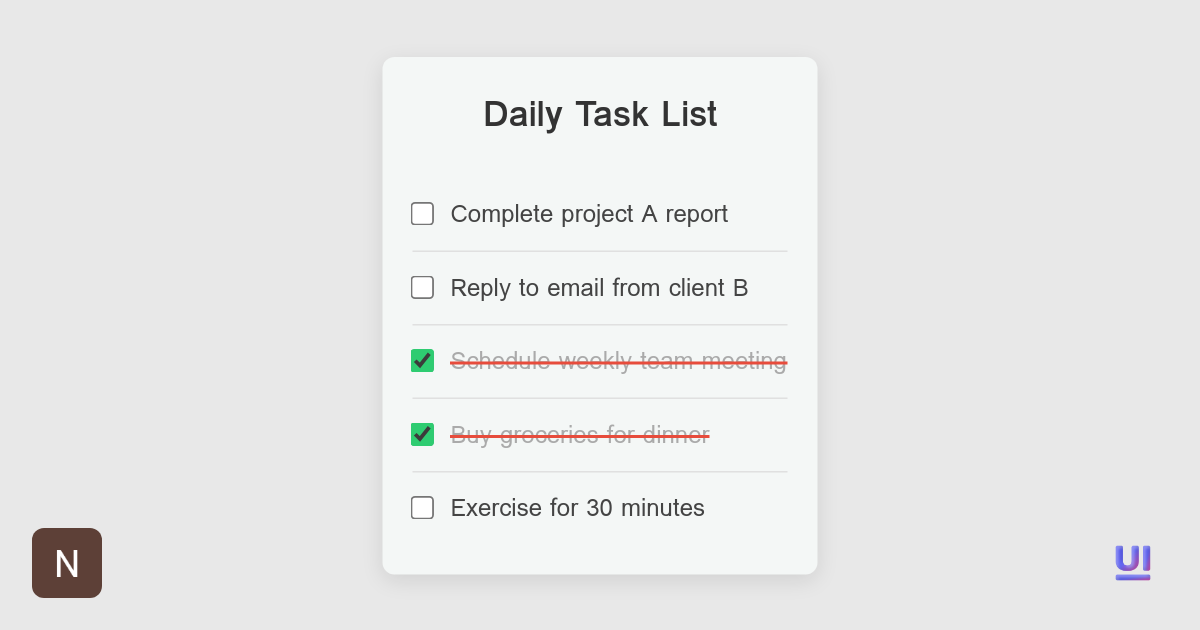 Daily Task List
Complete project A report
Reply to email from client B
Schedule weekly team meeting
Buy groceries for dinner
Exercise for 30 minutes
N
UI